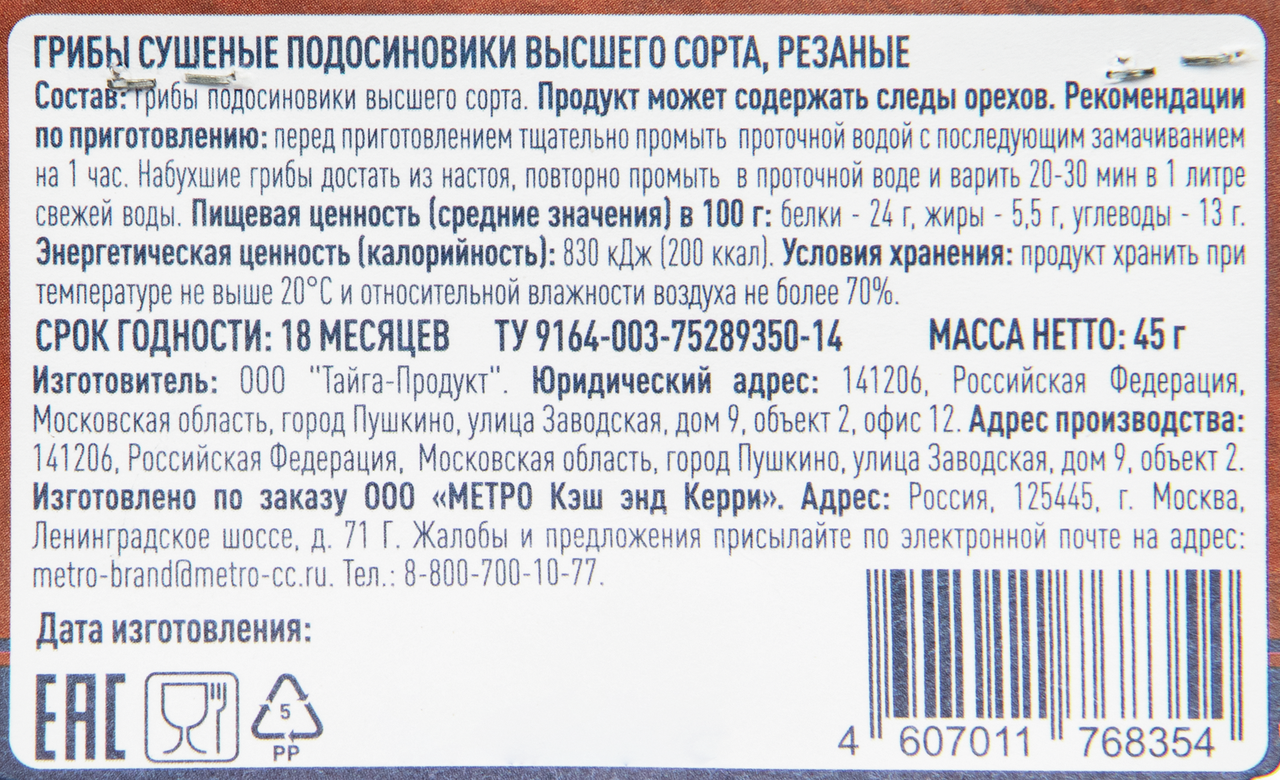 ГРИБЫ СУШЕНЫЕ ПОДОСИНОВИКИ ВЫСШЕГО СОРТА, РЕЗАНЫЕ
Состав: грибы подосиновики высшего сорта. Продукт может содержать следы орехов. Рекомендации
по приготовлению: перед приготовлением тщательно промыть проточной водой с последующим замачиванием
на 1 час. Набухшие грибы достать из настоя, повторно промыть в проточной воде и варить 20-30 мин в 1 литре
свежей воды. Пищевая ценность (средние значения) в 100 г: белки - 24 г, жиры - 5,5 г, углеводы - 13 г.
Энергетическая ценность (калорийность): 830 кДж (200 ккал). Условия хранения: продукт хранить при
температуре не выше 20°С и относительной влажности воздуха не более 70%.
СРОК ГОДНОСТИ: 18 МЕСЯЦЕВ ТУ 9164-003-75289350-14 МАССА НЕТТО: 45 г
Изготовитель: ООО "Тайга-Продукт". Юридический адрес: 141206, Российская Федерация,
Московская область, город Пушкино, улица Заводская, дом 9, объект 2, офис 12. Адрес производства:
141206, Российская Федерация, Московская область, город Пушкино, улица Заводская, дом 9, объект 2.
Изготовлено по заказу ООО «МЕТРО Кэш энд Керри». Адрес: Россия, 125445, г. Москва,
Ленинградское шоссе, д. 71 Г. Жалобы и предложения присылайте по электронной почте на адрес:
metro-brand@metro-cc.ru. Тел.: 8-800-700-10-77.
Дата изготовления:
EAC
5
PP
4 607011 768354